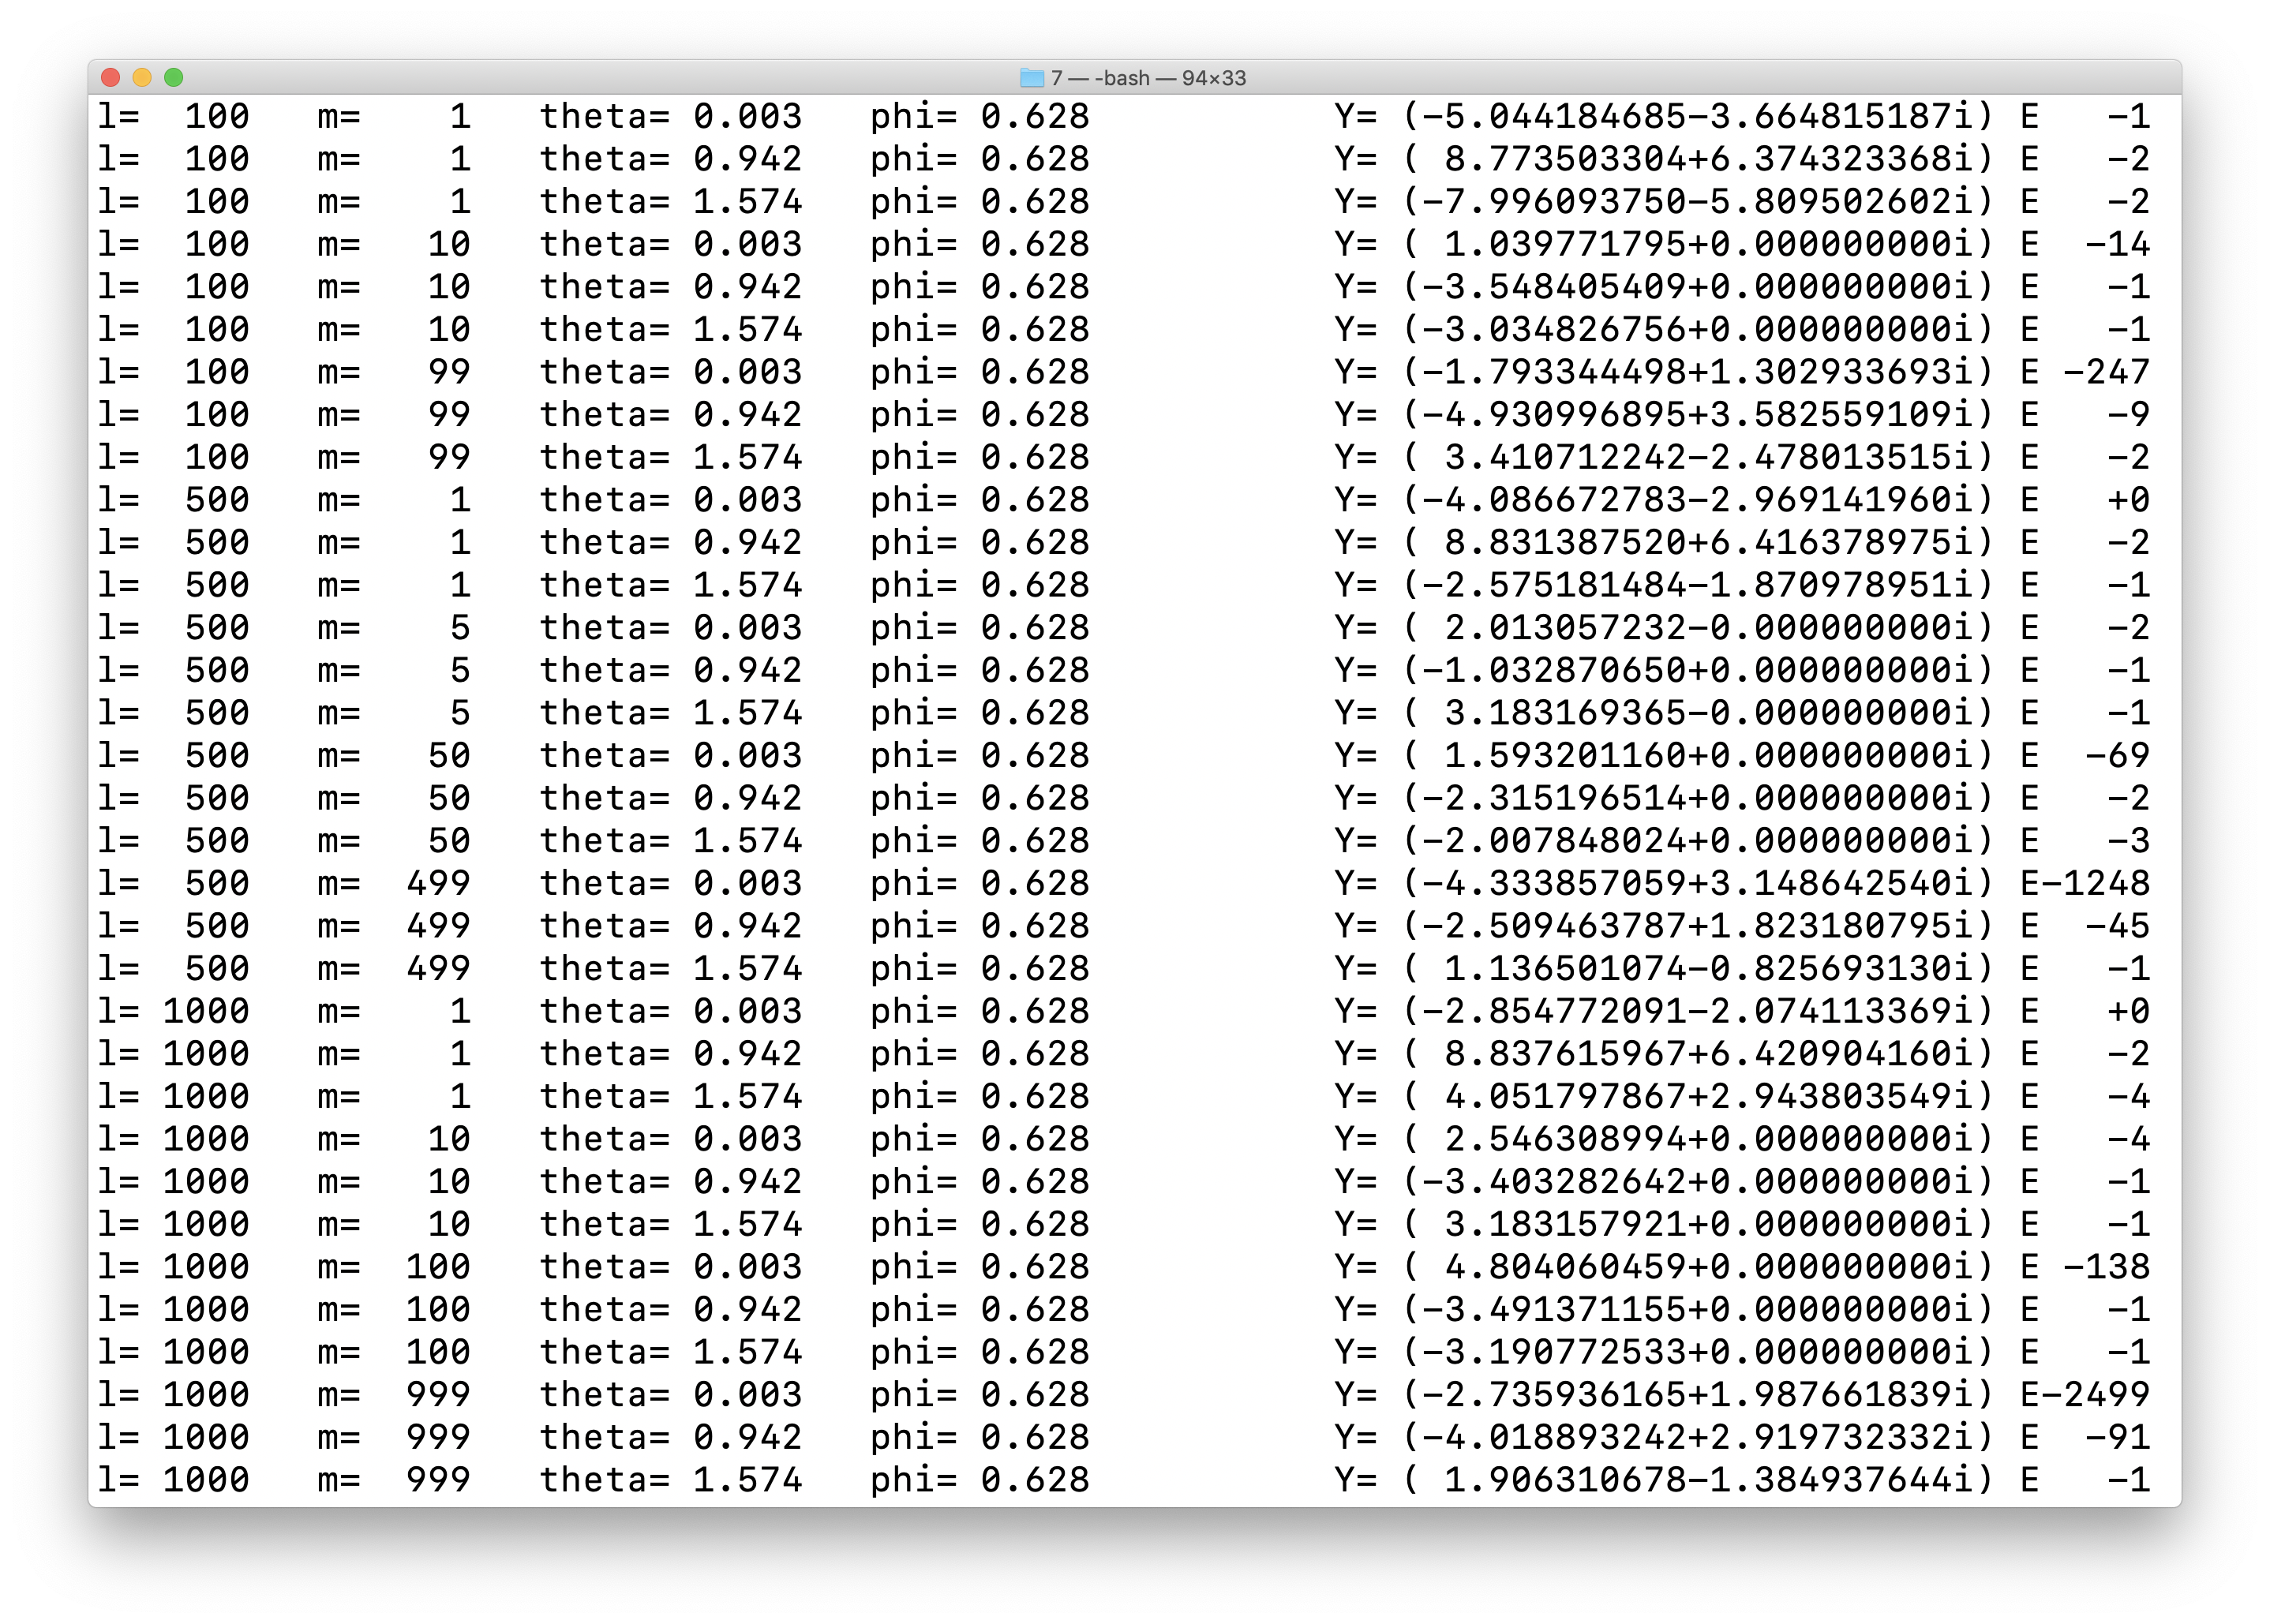 7 — -bash — 94×33
l=  100   m=    1   theta= 0.003   phi= 0.628           Y= (-5.044184685-3.664815187i) E   -1
l=  100   m=    1   theta= 0.942   phi= 0.628           Y= ( 8.773503304+6.374323368i) E   -2
l=  100   m=    1   theta= 1.574   phi= 0.628           Y= (-7.996093750-5.809502602i) E   -2
l=  100   m=   10   theta= 0.003   phi= 0.628           Y= ( 1.039771795+0.000000000i) E  -14
l=  100   m=   10   theta= 0.942   phi= 0.628           Y= (-3.548405409+0.000000000i) E   -1
l=  100   m=   10   theta= 1.574   phi= 0.628           Y= (-3.034826756+0.000000000i) E   -1
l=  100   m=   99   theta= 0.003   phi= 0.628           Y= (-1.793344498+1.302933693i) E -247
l=  100   m=   99   theta= 0.942   phi= 0.628           Y= (-4.930996895+3.582559109i) E   -9
l=  100   m=   99   theta= 1.574   phi= 0.628           Y= ( 3.410712242-2.478013515i) E   -2
l=  500   m=    1   theta= 0.003   phi= 0.628           Y= (-4.086672783-2.969141960i) E   +0
l=  500   m=    1   theta= 0.942   phi= 0.628           Y= ( 8.831387520+6.416378975i) E   -2
l=  500   m=    1   theta= 1.574   phi= 0.628           Y= (-2.575181484-1.870978951i) E   -1
l=  500   m=    5   theta= 0.003   phi= 0.628           Y= ( 2.013057232-0.000000000i) E   -2
l=  500   m=    5   theta= 0.942   phi= 0.628           Y= (-1.032870650+0.000000000i) E   -1
l=  500   m=    5   theta= 1.574   phi= 0.628           Y= ( 3.183169365-0.000000000i) E   -1
l=  500   m=   50   theta= 0.003   phi= 0.628           Y= ( 1.593201160+0.000000000i) E  -69
l=  500   m=   50   theta= 0.942   phi= 0.628           Y= (-2.315196514+0.000000000i) E   -2
l=  500   m=   50   theta= 1.574   phi= 0.628           Y= (-2.007848024+0.000000000i) E   -3
l=  500   m=  499   theta= 0.003   phi= 0.628           Y= (-4.333857059+3.148642540i) E-1248
l=  500   m=  499   theta= 0.942   phi= 0.628           Y= (-2.509463787+1.823180795i) E  -45
l=  500   m=  499   theta= 1.574   phi= 0.628           Y= ( 1.136501074-0.825693130i) E   -1
l= 1000   m=    1   theta= 0.003   phi= 0.628           Y= (-2.854772091-2.074113369i) E   +0
l= 1000   m=    1   theta= 0.942   phi= 0.628           Y= ( 8.837615967+6.420904160i) E   -2
l= 1000   m=    1   theta= 1.574   phi= 0.628           Y= ( 4.051797867+2.943803549i) E   -4
l= 1000   m=   10   theta= 0.003   phi= 0.628           Y= ( 2.546308994+0.000000000i) E   -4
l= 1000   m=   10   theta= 0.942   phi= 0.628           Y= (-3.403282642+0.000000000i) E   -1
l= 1000   m=   10   theta= 1.574   phi= 0.628           Y= ( 3.183157921+0.000000000i) E   -1
l= 1000   m=  100   theta= 0.003   phi= 0.628           Y= ( 4.804060459+0.000000000i) E -138
l= 1000   m=  100   theta= 0.942   phi= 0.628           Y= (-3.491371155+0.000000000i) E   -1
l= 1000   m=  100   theta= 1.574   phi= 0.628           Y= (-3.190772533+0.000000000i) E   -1
l= 1000   m=  999   theta= 0.003   phi= 0.628           Y= (-2.735936165+1.987661839i) E-2499
l= 1000   m=  999   theta= 0.942   phi= 0.628           Y= (-4.018893242+2.919732332i) E  -91
l= 1000   m=  999   theta= 1.574   phi= 0.628           Y= ( 1.906310678-1.384937644i) E   -1